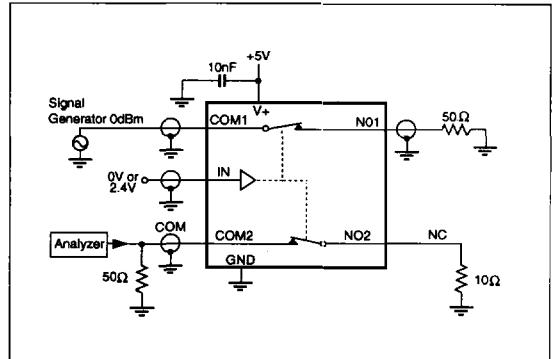 +5V
10nF
Signal
Generator 0dBm
V+
COM1
NO1
50Ω
0V or
2.4V
IN
COM
Analyzer
COM2
NO2
NC
50Ω
GND
10Ω